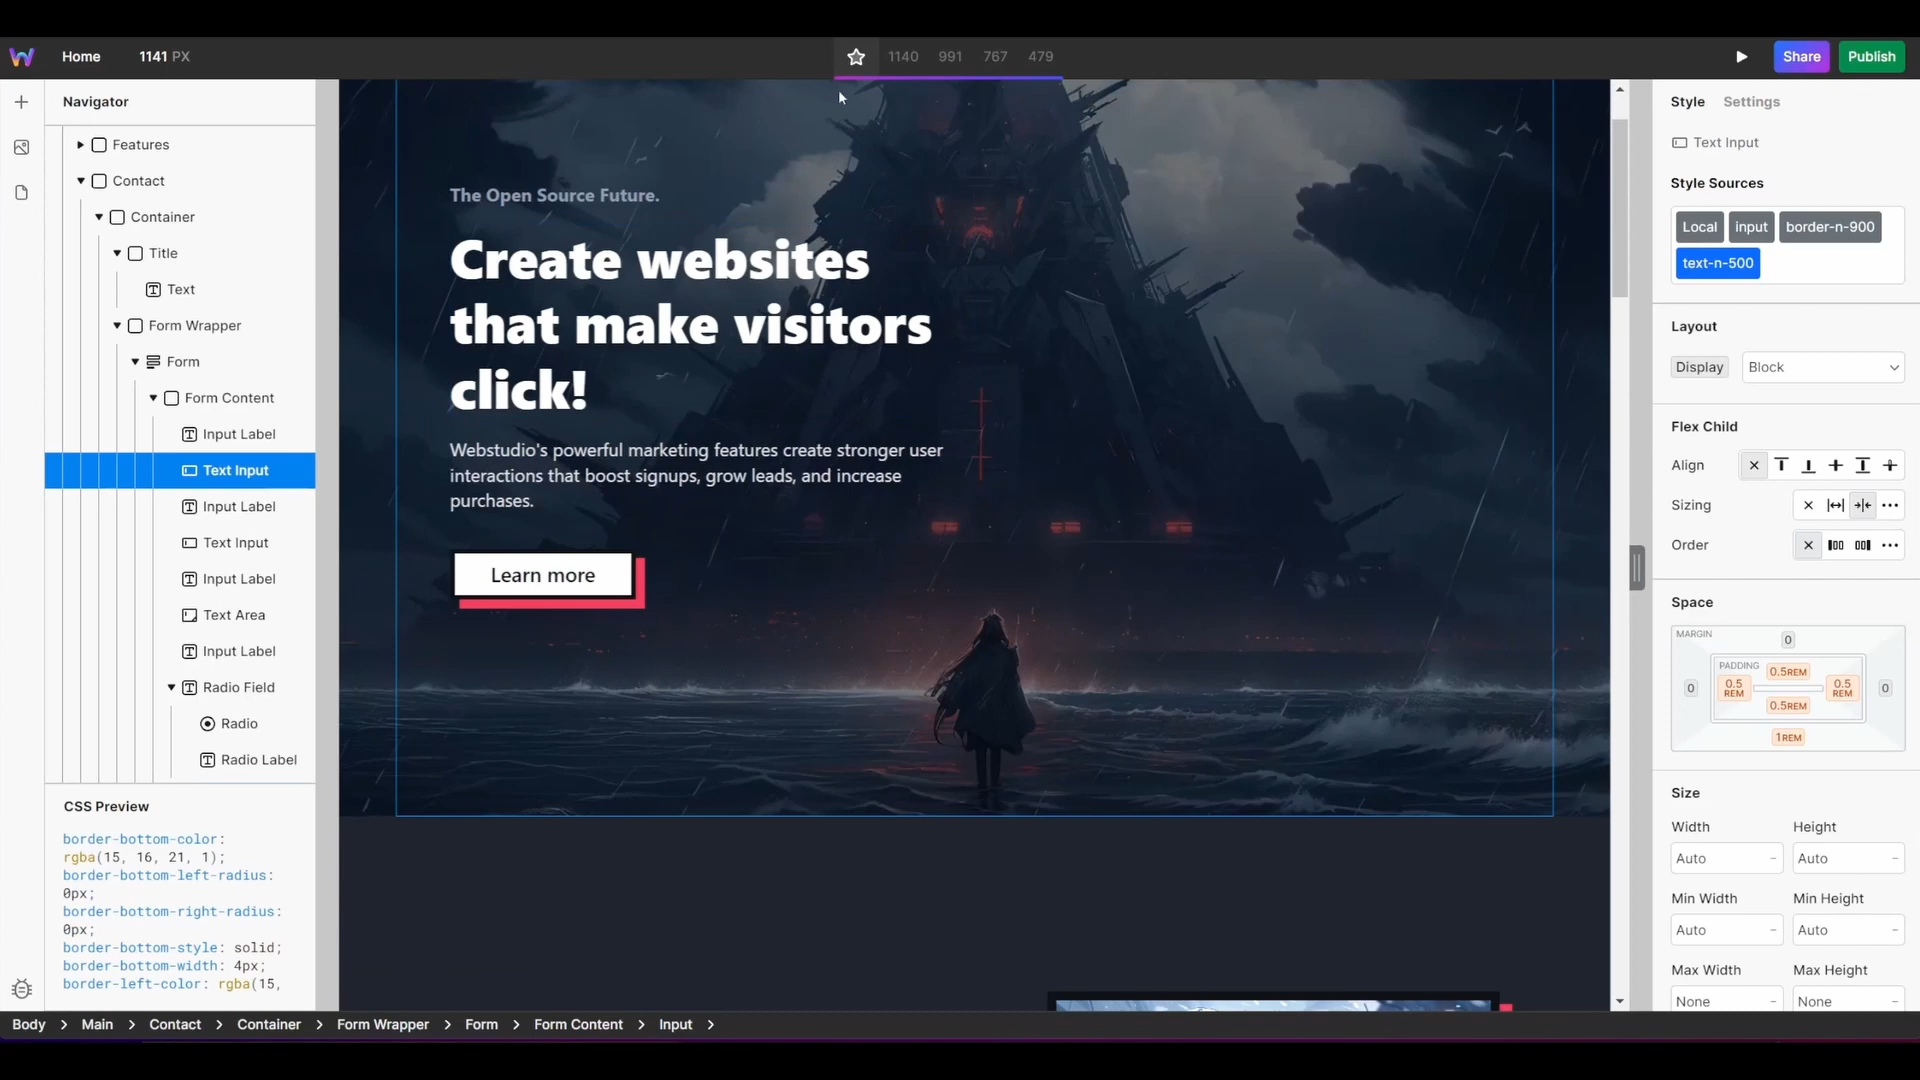 Home
1141 PX
1140
991
767
479
Share
Publish
Navigator
Features
Contact
Container
Title
Text
Form Wrapper
Form
Form Content
Input Label
Text Input
Input Label
Text Input
Input Label
Text Area
Input Label
Radio Field
Radio
Radio Label
CSS Preview
border-bottom-color:
rgba(15, 16, 21, 1);
border-bottom-left-radius:
0px;
border-bottom-right-radius:
0px;
border-bottom-style: solid;
border-bottom-width: 4px;
border-left-color: rgba(15,
The Open Source Future.
Create websites
that make visitors
click!
Webstudio's powerful marketing features create stronger user
interactions that boost signups, grow leads, and increase
purchases.
Learn more
Style
Settings
Text Input
Style Sources
Local
input
border-n-900
text-n-500
Layout
Display
Block
Flex Child
Align
Sizing
Order
Space
MARGIN
0
PADDING
0.5REM
0
0.5
REM
0.5
REM
0
0.5REM
1REM
Size
Width
Height
Auto
Auto
Min Width
Min Height
Auto
Auto
Max Width
Max Height
None
None
Body > Main > Contact > Container > Form Wrapper > Form > Form Content > Input >